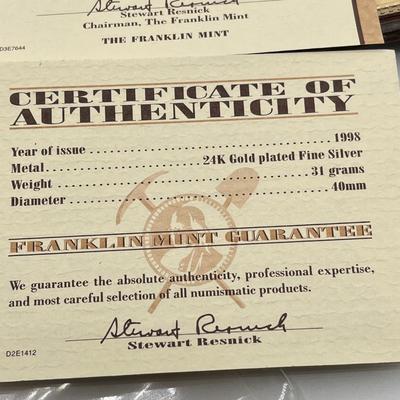 Stewart Resnick
Stewart Resnick
Chairman, The Franklin Mint
D3E7644
THE FRANKLIN MINT
CERTIFICATE OF
AUTHENTICITY
Year of issue ........................................ 1998
Metal ........................ 24K Gold plated Fine Silver
Weight ........................................ 31 grams
Diameter ........................................ 40mm
FRANKLIN MINT GUARANTEE
We guarantee the absolute authenticity, professional expertise,
and most careful selection of all numismatic products.
Stewart Resnick
Stewart Resnick
D2E1412